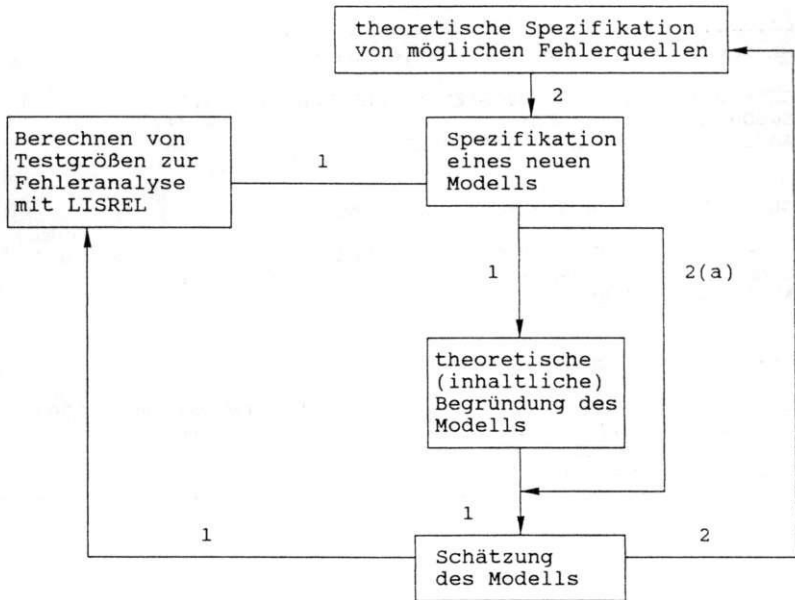 theoretische Spezifikation
von möglichen Fehlerquellen
2
Berechnen von
Testgrößen zur
Fehleranalyse
mit LISREL
1
Spezifikation
eines neuen
Modells
1
2(a)
theoretische
(inhaltliche)
Begründung des
Modells
1
1
2
Schätzung
des Modells